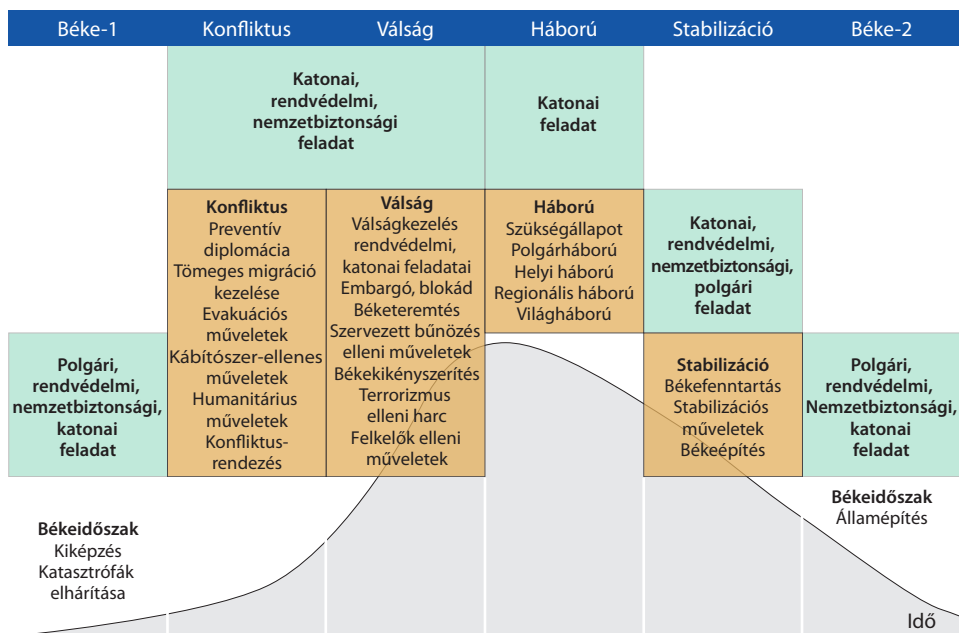 Béke-1
Konfliktus
Válság
Háború
Stabilizáció
Béke-2
Katonai,
rendvédelmi,
nemzetbiztonsági
feladat
Katonai
feladat
Polgári,
rendvédelmi,
nemzetbiztonsági,
katonai
feladat
Konfliktus
Preventív
diplomácia
Tömeges migráció
kezelése
Evakuációs
műveletek
Kábítószer-ellenes
műveletek
Humanitárius
műveletek
Konfliktus-
rendezés
Válság
Válságkezelés
rendvédelmi,
katonai feladatai
Embargó, blokád
Béketeremtés
Szervezett bűnözés
elleni műveletek
Békekikényszerítés
Terrorizmus
elleni harc
Felkelők elleni
műveletek
Háború
Szükségállapot
Polgárháború
Helyi háború
Regionális háború
Világháború
Katonai,
rendvédelmi,
nemzetbiztonsági,
polgári
feladat
Stabilizáció
Békefenntartás
Stabilizációs
műveletek
Békeépítés
Polgári,
rendvédelmi,
Nemzetbiztonsági,
katonai
feladat
Békeidőszak
Kiképzés
Katasztrófák
elhárítása
Békeidőszak
Államépítés
Idő